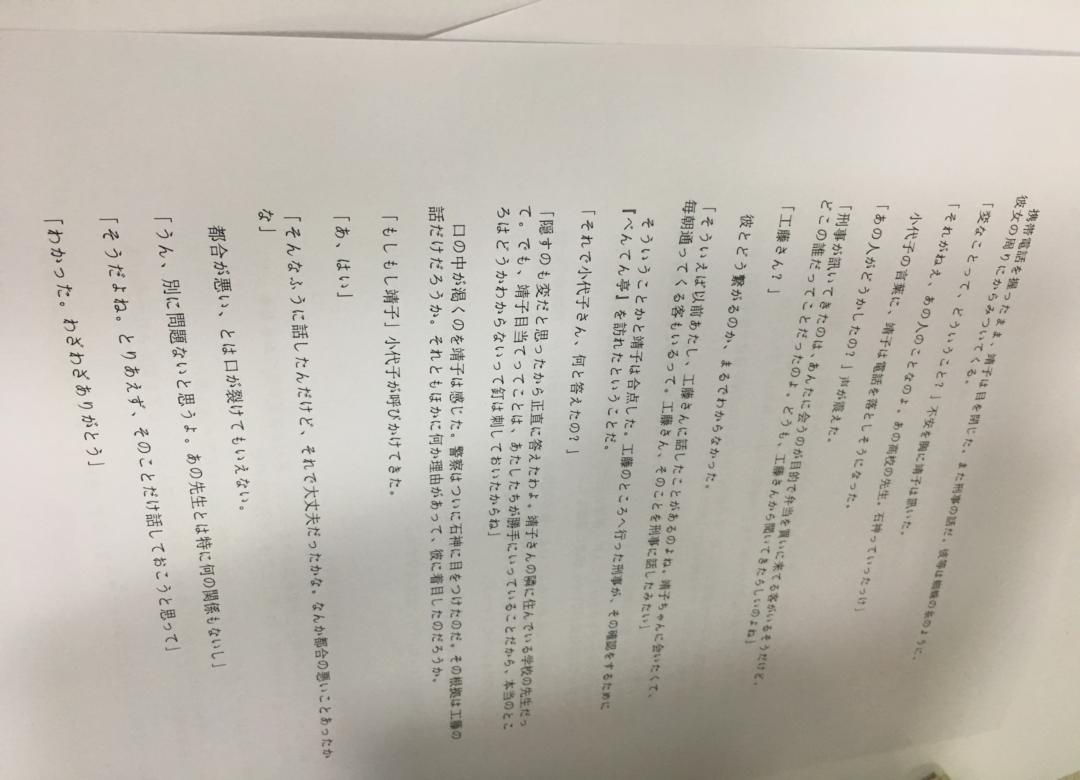 携帯電話を握ったまま、靖子は目を閉じた。また刑事の話だ。彼等は蜘蛛の糸のように、
彼女の周りにからみついてくる。
「変なことって、どういうこと?」不安を胸に靖子は訊いた。
「それがねえ、あの人のことなのよ。あの高校の先生。石神っていったっけ」
小代子の言葉に、靖子は電話を落としそうになった。
「あの人がどうかしたの?」声が震えた。
「刑事が訊いてきたのは、あんたに会うのが目的で弁当を買いに来てる客がいるそうだけど、
どこの誰だってことだったのよ。どうも、工藤さんから聞いてきたらしいのよね」
「工藤さん?」
彼とどう繋がるのか、まるでわからなかった。
「そういえば以前あたし、工藤さんに話したことがあるのよね。靖子ちゃんに会いたくて、
毎朝通ってくる客もいるって。工藤さん、そのことを刑事に話したみたい」
そういうことかと靖子は合点した。工藤のところへ行った刑事が、その確認をするために
『べんてん亭』を訪れたということだ。
「それで小代子さん、何と答えたの?」
「隠すのも変だと思ったから正直に答えたわよ。靖子さんの隣に住んでいる学校の先生だっ
て。でも、靖子目当てってことは、あたしたちが勝手にいっていることだから、本当のとこ
ろはどうかわからないって釘は刺しておいたからね」
口の中が渇くのを靖子は感じた。警察はついに石神に目をつけたのだ。その根拠は工藤の
話だけだろうか。それともほかに何か理由があって、彼に着目したのだろうか。
「もしもし靖子」小代子が呼びかけてきた。
「あ、はい」
「そんなふうに話したんだけど、それで大丈夫だったかな。なんか都合の悪いことあったか
な」
都合が悪い、とは口が裂けてもいえない。
「うん、別に問題ないと思うよ。あの先生とは特に何の関係もないし」
「そうだよね。とりあえず、そのことだけ話しておこうと思って」
「わかった。わざわざありがとう」